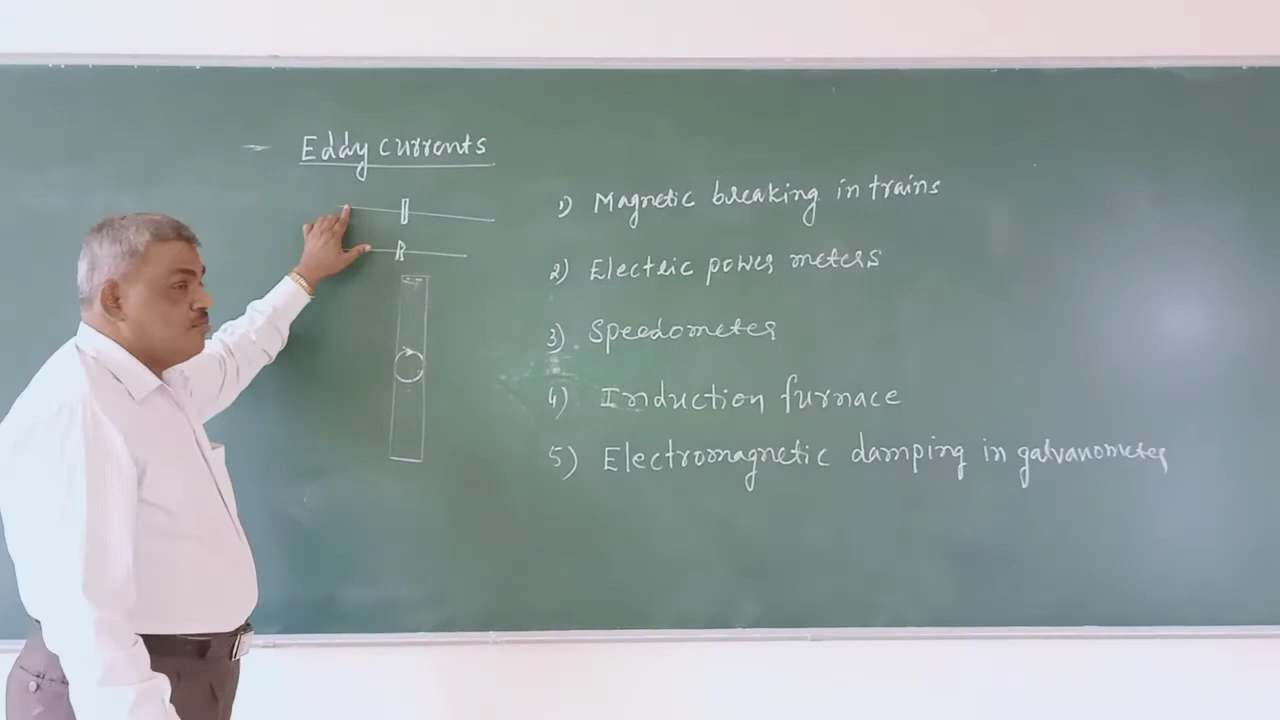 Eddy currents
1) Magnetic breaking in trains
2) Electric power meters
3) Speedometer
4) Induction furnace
5) Electromagnetic damping in galvanometer